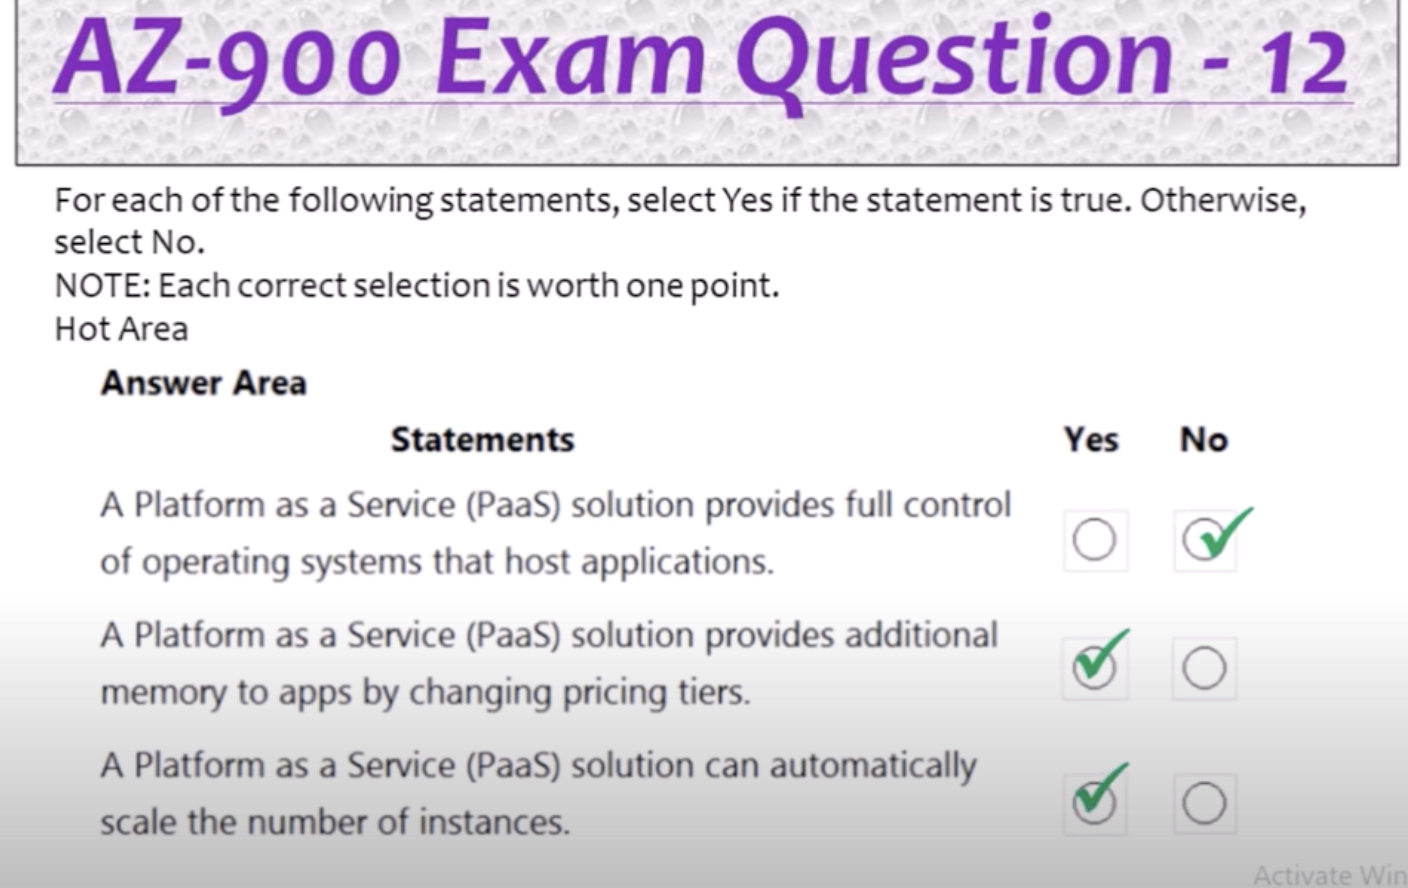 AZ-900 Exam Question - 12
For each of the following statements, select Yes if the statement is true. Otherwise,
select No.
NOTE: Each correct selection is worth one point.
Hot Area
Answer Area
Statements Yes No
A Platform as a Service (PaaS) solution provides full control
of operating systems that host applications.
A Platform as a Service (PaaS) solution provides additional
memory to apps by changing pricing tiers.
A Platform as a Service (PaaS) solution can automatically
scale the number of instances.
Activate Win